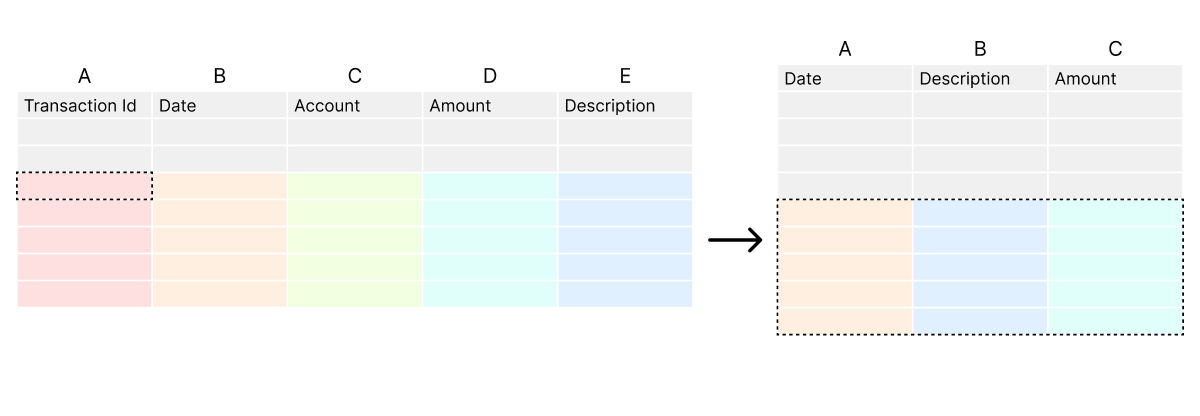 A B C D E
Transaction Id Date Account Amount Description
A B C
Date Description Amount